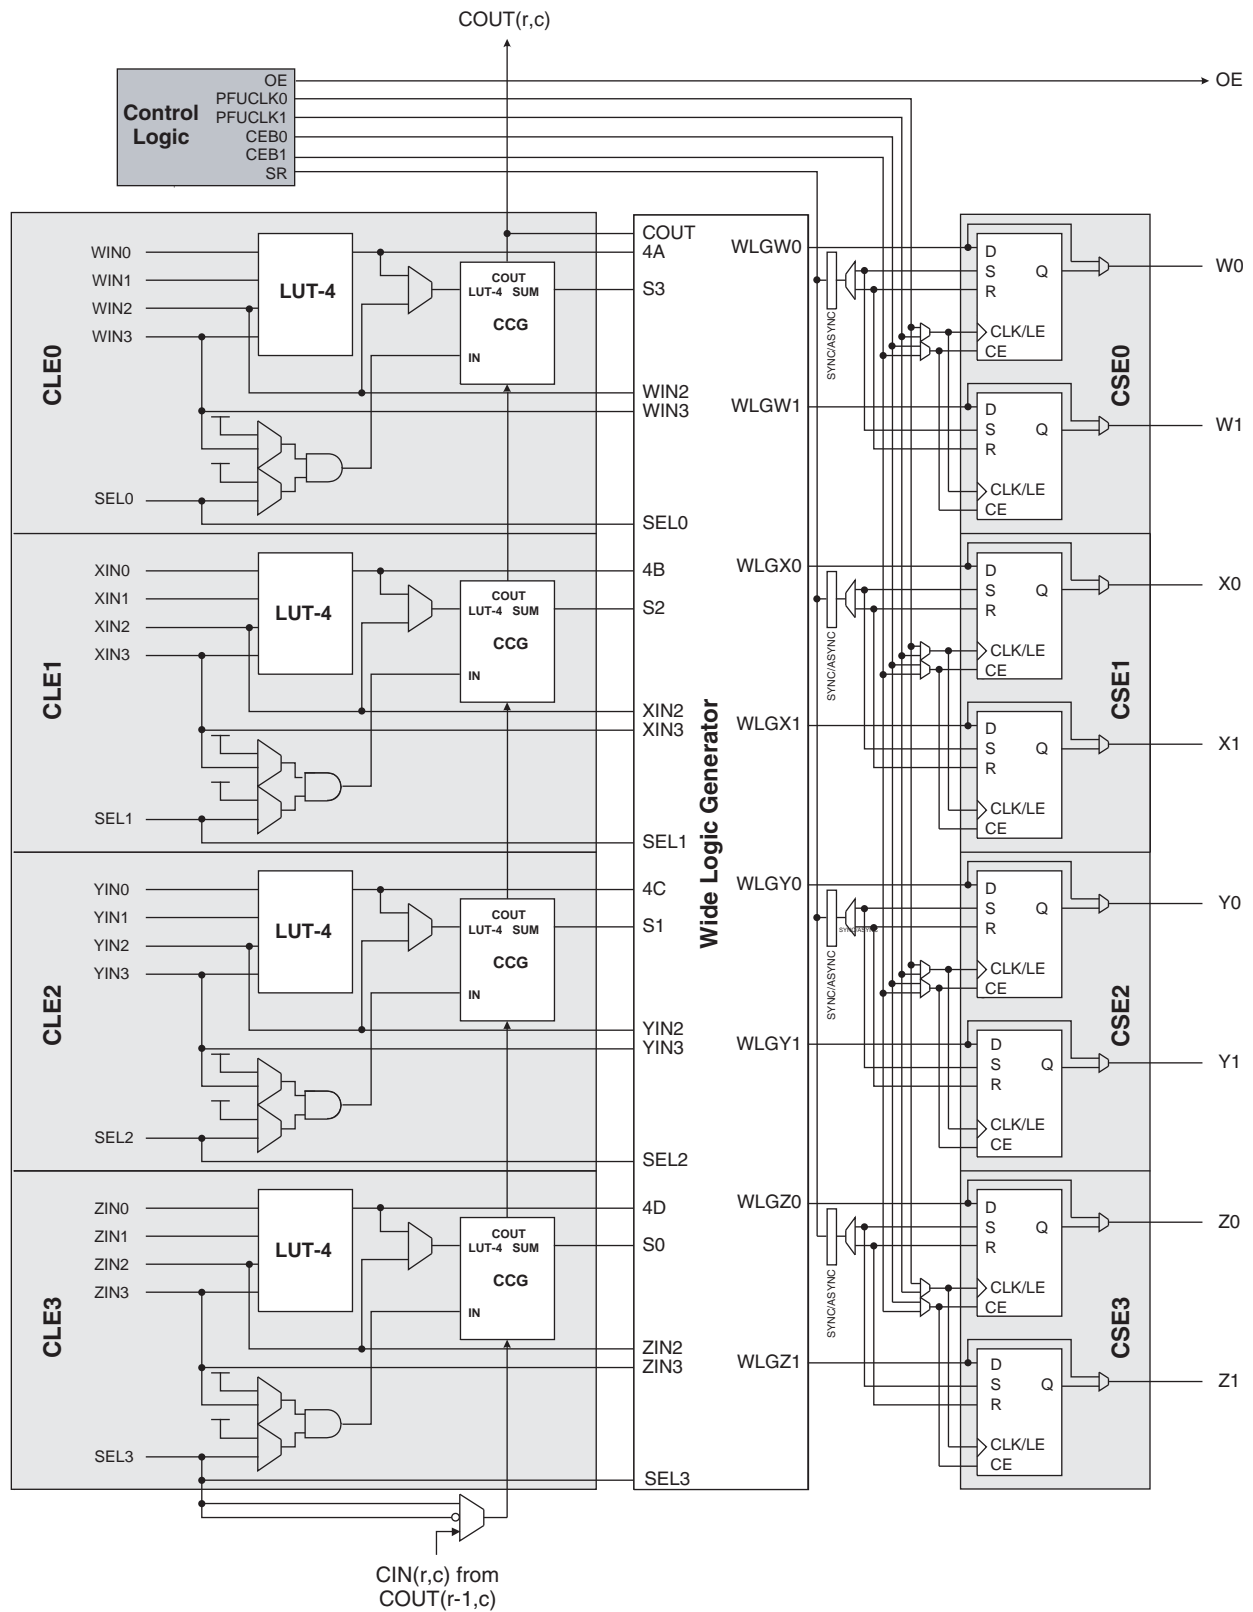 COUT(r,c)
Control
Logic
OE
PFUCLK0
PFUCLK1
CEB0
CEB1
SR
OE
CLE0
WIN0
WIN1
WIN2
WIN3
SEL0
LUT-4
COUT
LUT-4 SUM
CCG
IN
CLE1
XIN0
XIN1
XIN2
XIN3
SEL1
LUT-4
COUT
LUT-4 SUM
CCG
IN
CLE2
YIN0
YIN1
YIN2
YIN3
SEL2
LUT-4
COUT
LUT-4 SUM
CCG
IN
CLE3
ZIN0
ZIN1
ZIN2
ZIN3
SEL3
LUT-4
COUT
LUT-4 SUM
CCG
IN
CIN(r,c) from
COUT(r-1,c)
Wide Logic Generator
COUT
4A
S3
WIN2
WIN3
SEL0
4B
S2
XIN2
XIN3
SEL1
4C
S1
YIN2
YIN3
SEL2
4D
S0
ZIN2
ZIN3
SEL3
WLGW0
WLGW1
WLGX0
WLGX1
WLGY0
WLGY1
WLGZ0
WLGZ1
SYNC/ASYNC
SYNC/ASYNC
SYNC/ASYNC
SYNC/ASYNC
SYNC/ASYNC
CSE0
D
S Q
R
CLK/LE
CE
W0
D
S Q
R
CLK/LE
CE
W1
CSE1
D
S Q
R
CLK/LE
CE
X0
D
S Q
R
CLK/LE
CE
X1
CSE2
D
S Q
R
CLK/LE
CE
Y0
D
S Q
R
CLK/LE
CE
Y1
CSE3
D
S Q
R
CLK/LE
CE
Z0
D
S Q
R
CLK/LE
CE
Z1